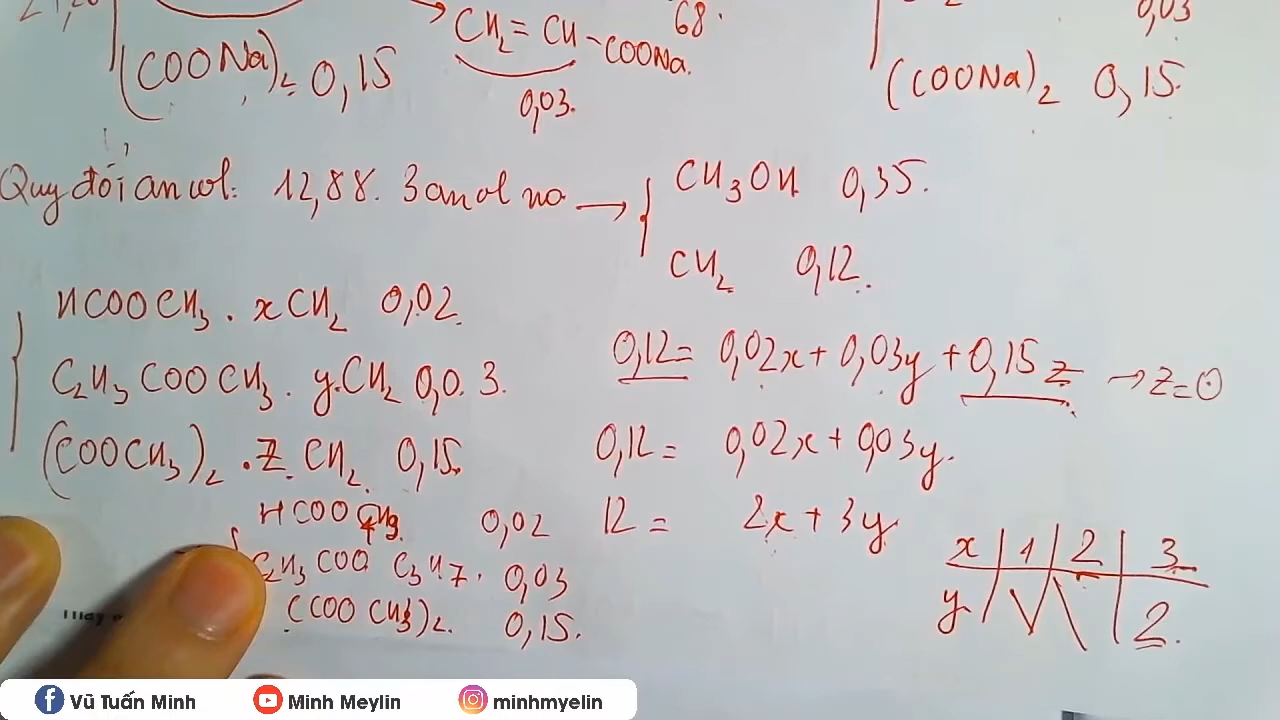 CH2 = CH - COONa.
68.
0,03
(COONa)2 0,15
0,03.
(COONa)2 0,15.
Quy đổi ancol: 12,88. 3 ancol no → CH3OH 0,35.
CH2 0,12.
HCOOCH3 . xCH2 0,02.
C2H3COOCH3 . y.CH2 0,03.
(COOCH3)2 .Z CH2 0,15.
0,12 = 0,02x + 0,03y + 0,15z → z=0
0,12 = 0,02x + 0,03y.
12 = 2x + 3y
0,02
C2H3COO C3H7. 0,03
(COOCH3)2. 0,15.
x 1 2 3
y. 2.
Vũ Tuấn Minh
Minh Meylin
minhmyelin